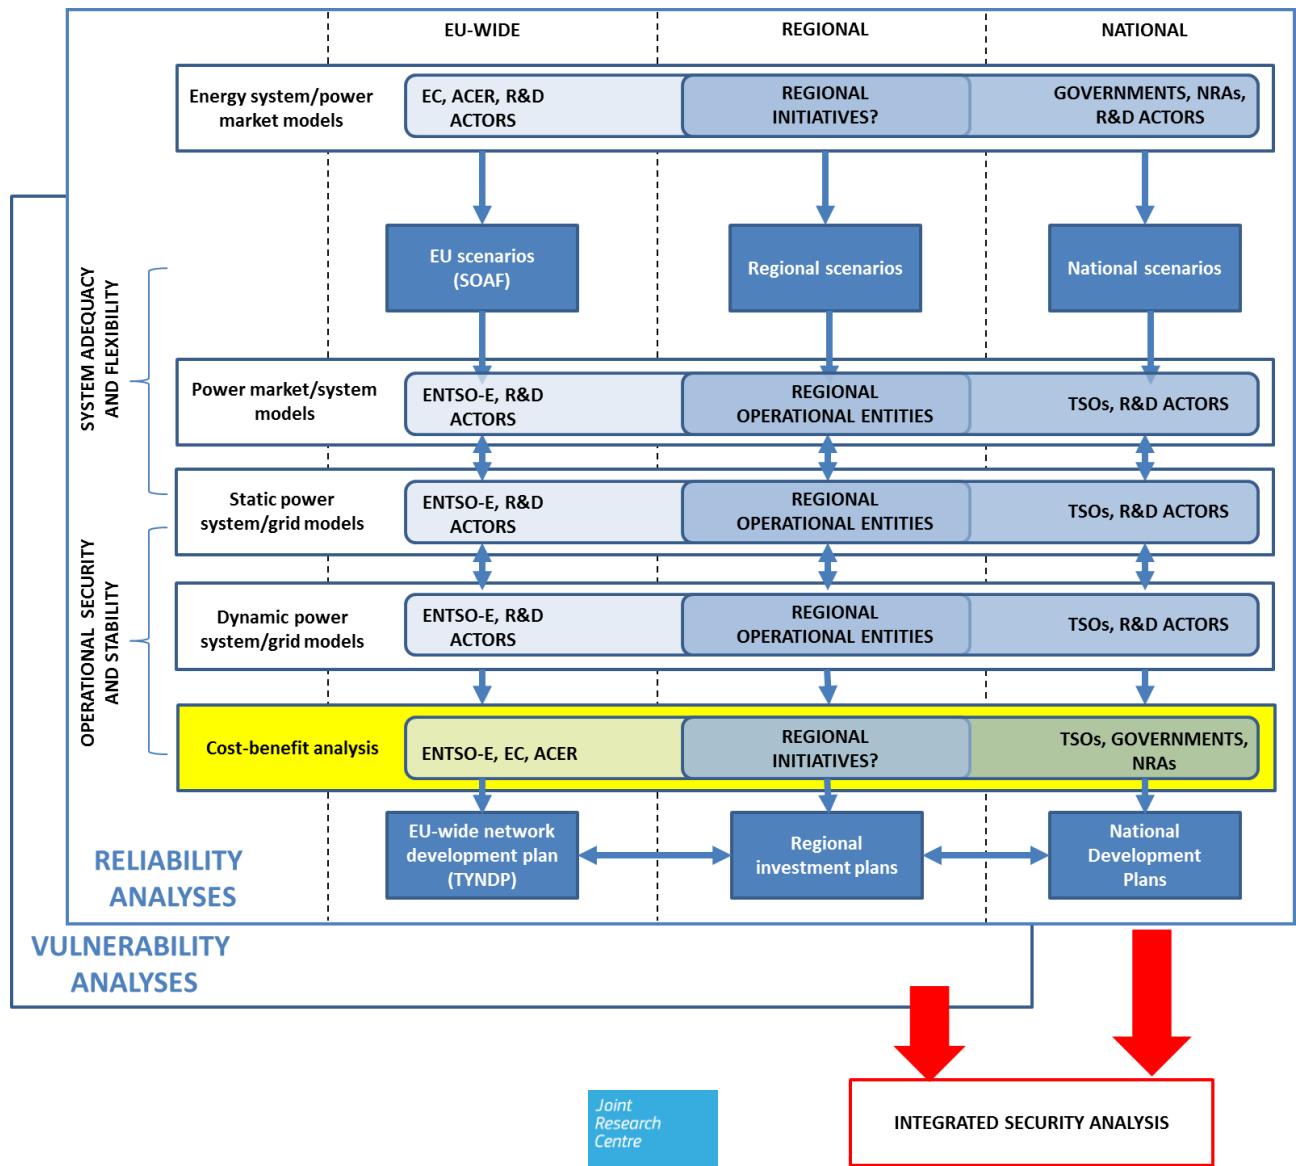 EU-WIDE
REGIONAL
NATIONAL
Energy system/power
market models
EC, ACER, R&D
ACTORS
REGIONAL
INITIATIVES?
GOVERNMENTS, NRAs,
R&D ACTORS
EU scenarios
(SOAF)
Regional scenarios
National scenarios
SYSTEM ADEQUACY
AND FLEXIBILITY
Power market/system
models
ENTSO-E, R&D
ACTORS
REGIONAL
OPERATIONAL ENTITIES
TSOs, R&D ACTORS
Static power
system/grid models
ENTSO-E, R&D
ACTORS
REGIONAL
OPERATIONAL ENTITIES
TSOs, R&D ACTORS
OPERATIONAL SECURITY
AND STABILITY
Dynamic power
system/grid models
ENTSO-E, R&D
ACTORS
REGIONAL
OPERATIONAL ENTITIES
TSOs, R&D ACTORS
Cost-benefit analysis
ENTSO-E, EC, ACER
REGIONAL
INITIATIVES?
TSOs, GOVERNMENTS,
NRAs
EU-wide network
development plan
(TYNDP)
Regional
investment plans
National
Development
Plans
RELIABILITY
ANALYSES
VULNERABILITY
ANALYSES
INTEGRATED SECURITY ANALYSIS
Joint
Research
Centre